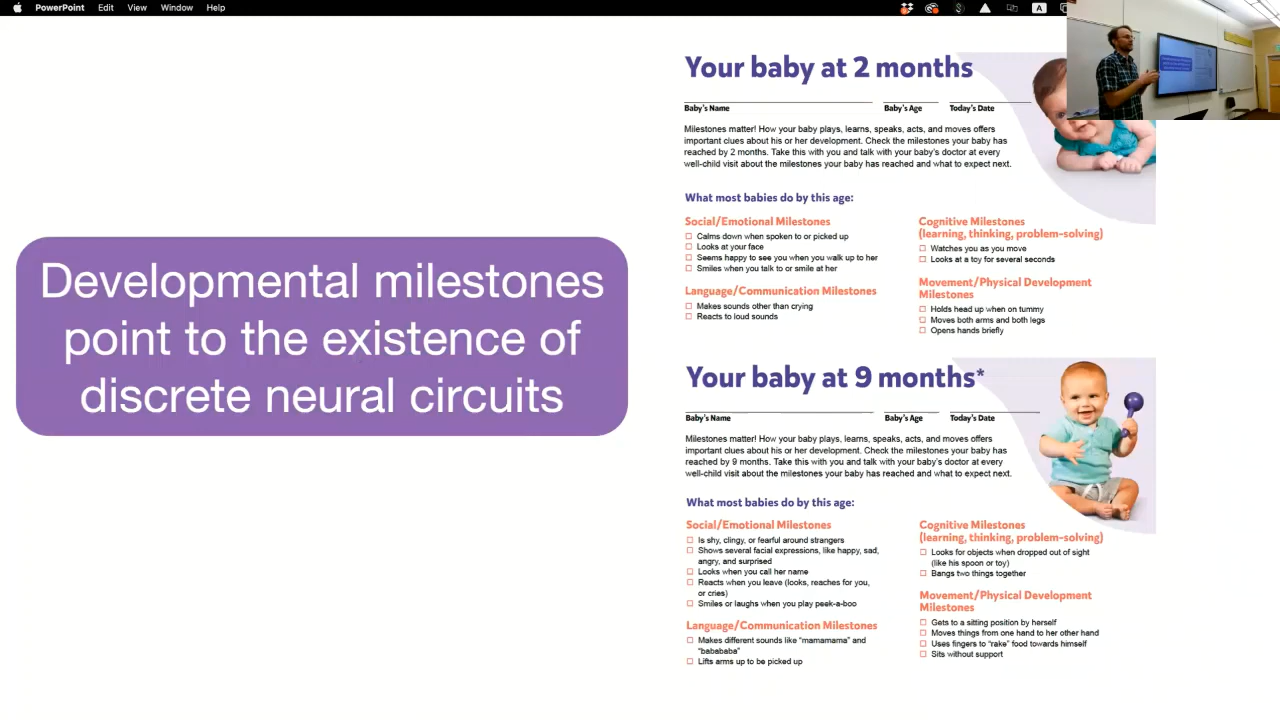 PowerPoint Edit View Window Help
A
Developmental milestones
point to the existence of
discrete neural circuits
Your baby at 2 months
Baby's Name Baby's Age Today's Date
Milestones matter! How your baby plays, learns, speaks, acts, and moves offers
important clues about his or her development. Check the milestones your baby has
reached by 2 months. Take this with you and talk with your baby's doctor at every
well-child visit about the milestones your baby has reached and what to expect next.
What most babies do by this age:
Social/Emotional Milestones
Calms down when spoken to or picked up
Looks at your face
Seems happy to see you when you walk up to her
Smiles when you talk to or smile at her
Language/Communication Milestones
Makes sounds other than crying
Reacts to loud sounds
Cognitive Milestones
(learning, thinking, problem-solving)
Watches you as you move
Looks at a toy for several seconds
Movement/Physical Development
Milestones
Holds head up when on tummy
Moves both arms and both legs
Opens hands briefly
Your baby at 9 months*
Baby's Name Baby's Age Today's Date
Milestones matter! How your baby plays, learns, speaks, acts, and moves offers
important clues about his or her development. Check the milestones your baby has
reached by 9 months. Take this with you and talk with your baby's doctor at every
well-child visit about the milestones your baby has reached and what to expect next.
What most babies do by this age:
Social/Emotional Milestones
Is shy, clingy, or fearful around strangers
Shows several facial expressions, like happy, sad,
angry, and surprised
Looks when you call her name
Reacts when you leave (looks, reaches for you,
or cries)
Smiles or laughs when you play peek-a-boo
Language/Communication Milestones
Makes different sounds like "mamamama" and
"babababa"
Lifts arms up to be picked up
Cognitive Milestones
(learning, thinking, problem-solving)
Looks for objects when dropped out of sight
(like his spoon or toy)
Bangs two things together
Movement/Physical Development
Milestones
Gets to a sitting position by herself
Moves things from one hand to her other hand
Uses fingers to "rake" food towards himself
Sits without support